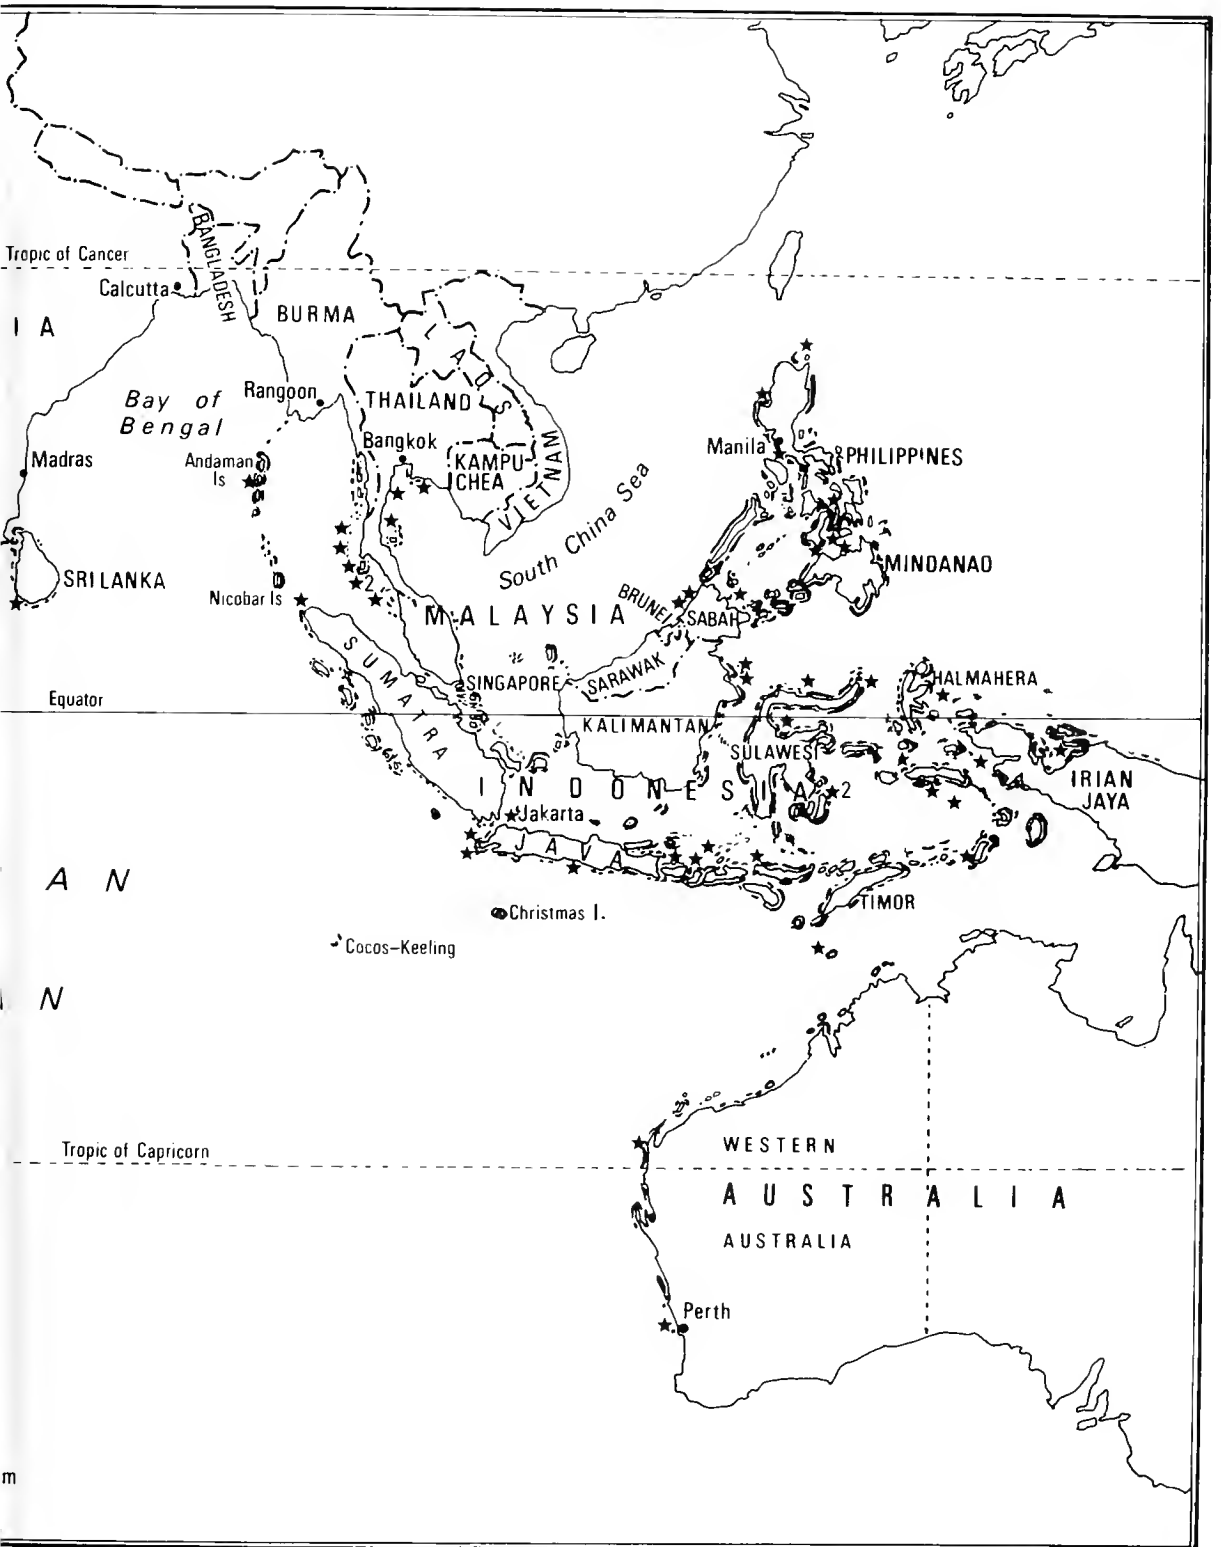 Tropic of Cancer
BANGLADESH
Calcutta
I A
BURMA
LAOS
Bay of
Bengal
Rangoon
THAILAND
Manila
PHILIPPINES
Madras
Bangkok
Andaman
Is
KAMPU
CHEA
VIETNAM
South China Sea
SRI LANKA
MINDANAO
2
Nicobar Is
MALAYSIA
BRUNEI
SABAH
SUMATRA
SINGAPORE
SARAWAK
HALMAHERA
Equator
KALIMANTAN
SULAWESI
INDONESIA
2
IRIAN
JAYA
Jakarta
JAVA
A N
Christmas I.
TIMOR
Cocos-Keeling
N
Tropic of Capricorn
WESTERN
AUSTRALIA
AUSTRALIA
Perth
m